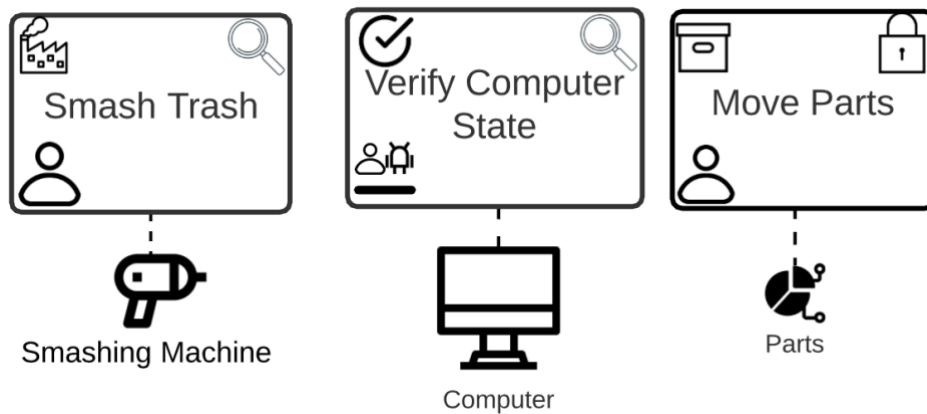 Smash Trash
Verify Computer
State
Move Parts
Smashing Machine
Computer
Parts